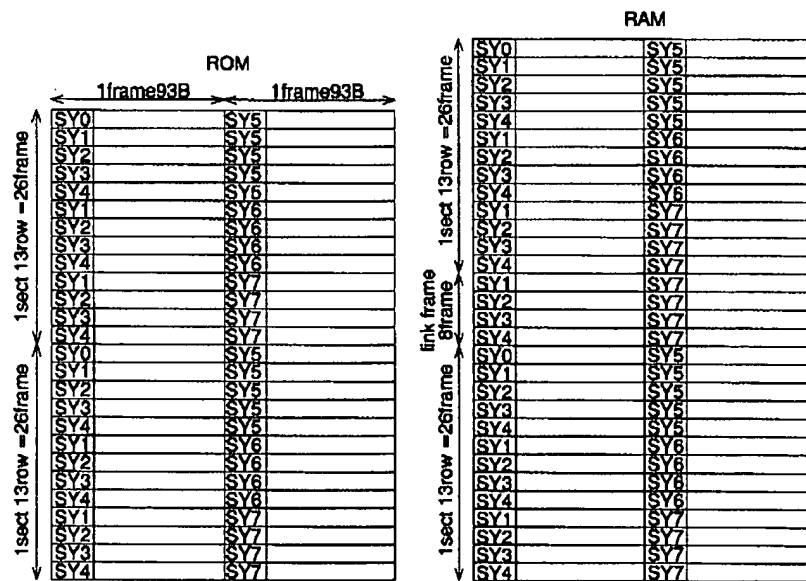 ROM
1frame93B 1frame93B
1sect 13row =26frame
SY0 SY5
SY1 SY5
SY2 SY5
SY3 SY5
SY4 SY5
SY1 SY6
SY2 SY6
SY3 SY6
SY4 SY6
SY1 SY7
SY2 SY7
SY3 SY7
SY4 SY7
1sect 13row =26frame
SY0 SY5
SY1 SY5
SY2 SY5
SY3 SY5
SY4 SY5
SY1 SY6
SY2 SY6
SY3 SY6
SY4 SY6
SY1 SY7
SY2 SY7
SY3 SY7
SY4 SY7
RAM
1sect 13row =26frame
SY0 SY5
SY1 SY5
SY2 SY5
SY3 SY5
SY4 SY5
SY1 SY6
SY2 SY6
SY3 SY6
SY4 SY6
SY1 SY7
SY2 SY7
SY3 SY7
SY4 SY7
link frame
8frame
SY1 SY7
SY2 SY7
SY3 SY7
SY4 SY7
1sect 13row =26frame
SY0 SY5
SY1 SY5
SY2 SY5
SY3 SY5
SY4 SY5
SY1 SY6
SY2 SY6
SY3 SY6
SY4 SY6
SY1 SY7
SY2 SY7
SY3 SY7
SY4 SY7